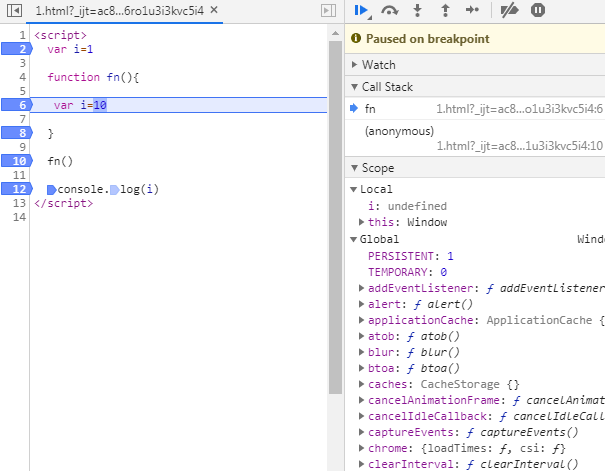 1.html?_ijt=ac8...6ro1u3i3kvc5i4 ×
1 <script>
2 var i=1
3
4 function fn(){
5
6 var i=10
7
8 }
9
10 fn()
11
12 console.log(i)
13 </script>
14
Paused on breakpoint
Watch
Call Stack
fn 1.html?_ijt=ac8...o1u3i3kvc5i4:6
(anonymous)
1.html?_ijt=ac8...1u3i3kvc5i4:10
Scope
Local
i: undefined
this: Window
Global Windo
PERSISTENT: 1
TEMPORARY: 0
addEventListener: ƒ addEventListener
alert: ƒ alert()
applicationCache: ApplicationCache {
atob: ƒ atob()
blur: ƒ blur()
btoa: ƒ btoa()
caches: CacheStorage {}
cancelAnimationFrame: ƒ cancelAnimat
cancelIdleCallback: ƒ cancelIdleCall
captureEvents: ƒ captureEvents()
chrome: {loadTimes: ƒ, csi: ƒ}
clearInterval: ƒ clearInterval()